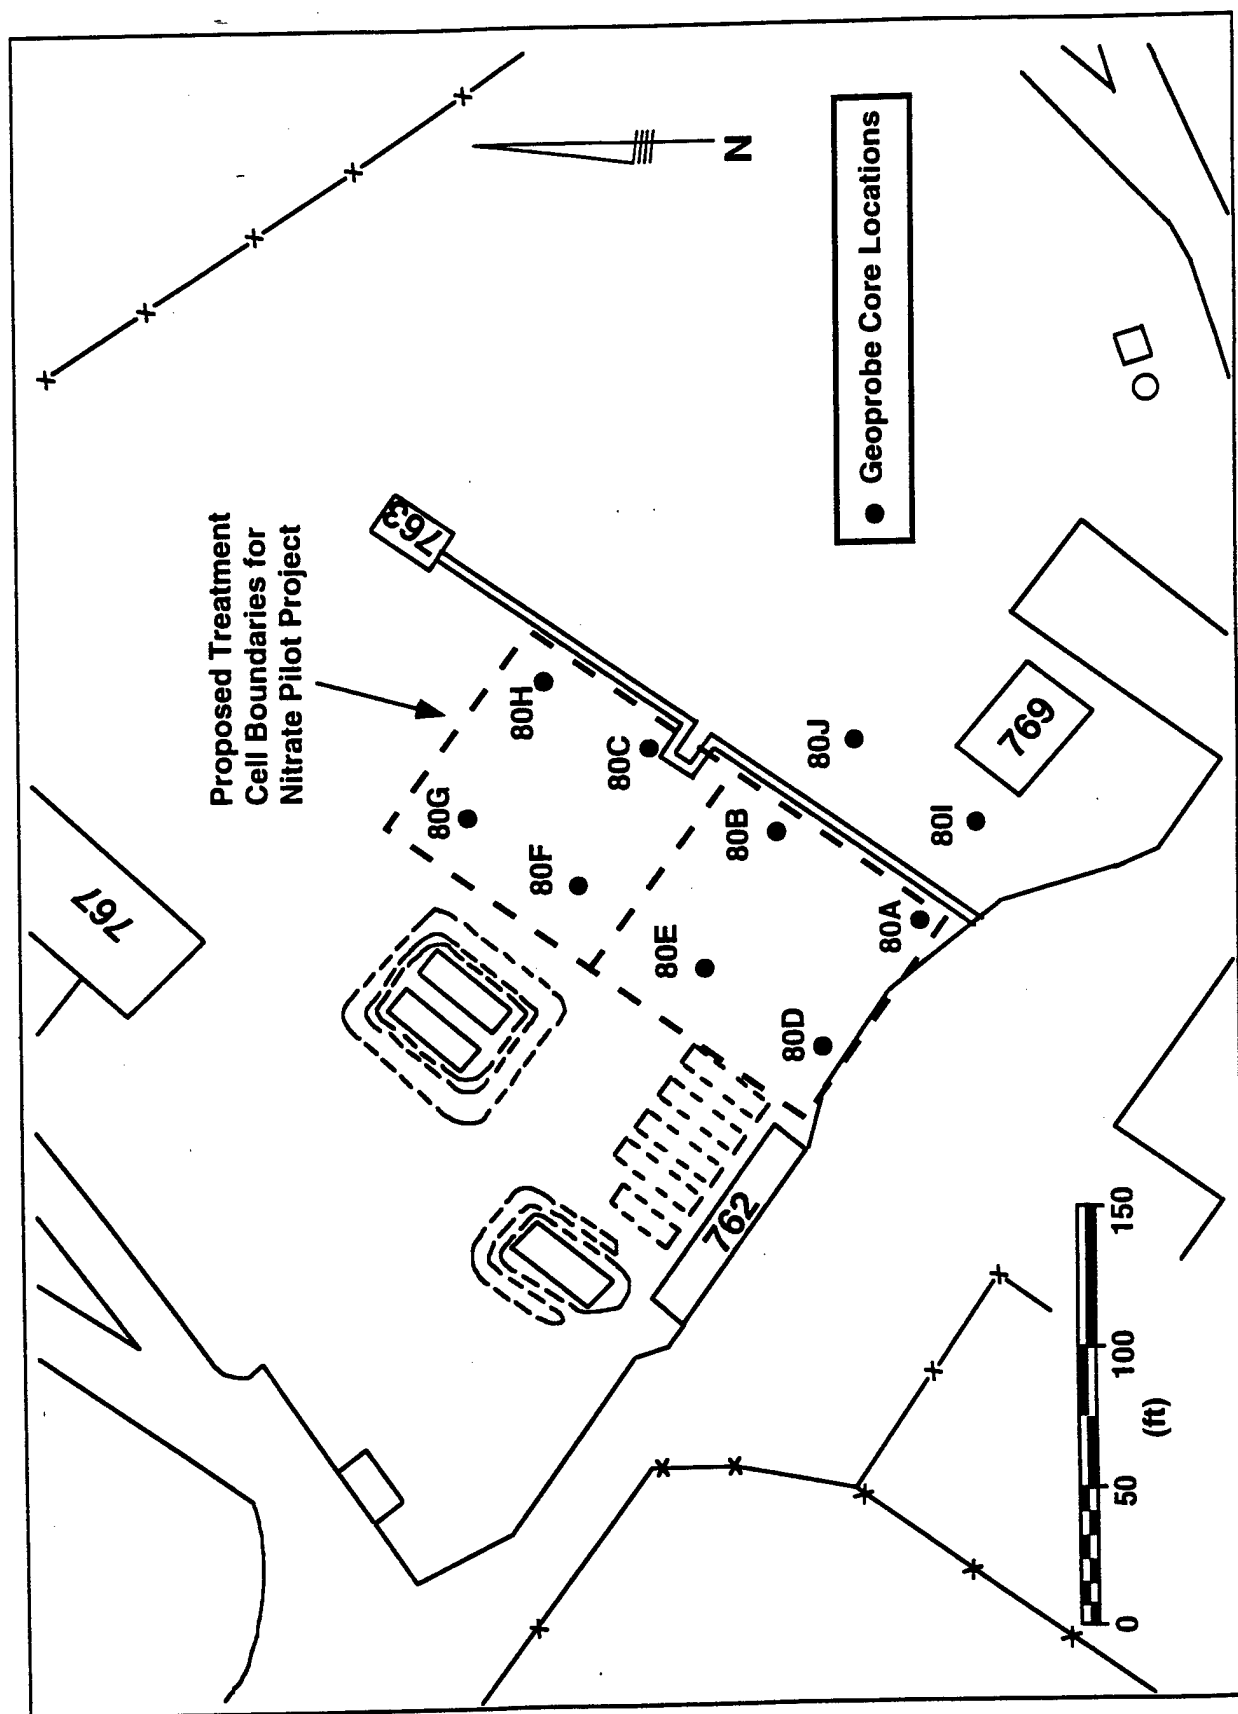 767
Proposed Treatment
Cell Boundaries for
Nitrate Pilot Project
763
N
● Geoprobe Core Locations
80G
80H
80F
80C
80E
80B
80J
80D
80A
80I
762
769
0
50
100
150
(ft)